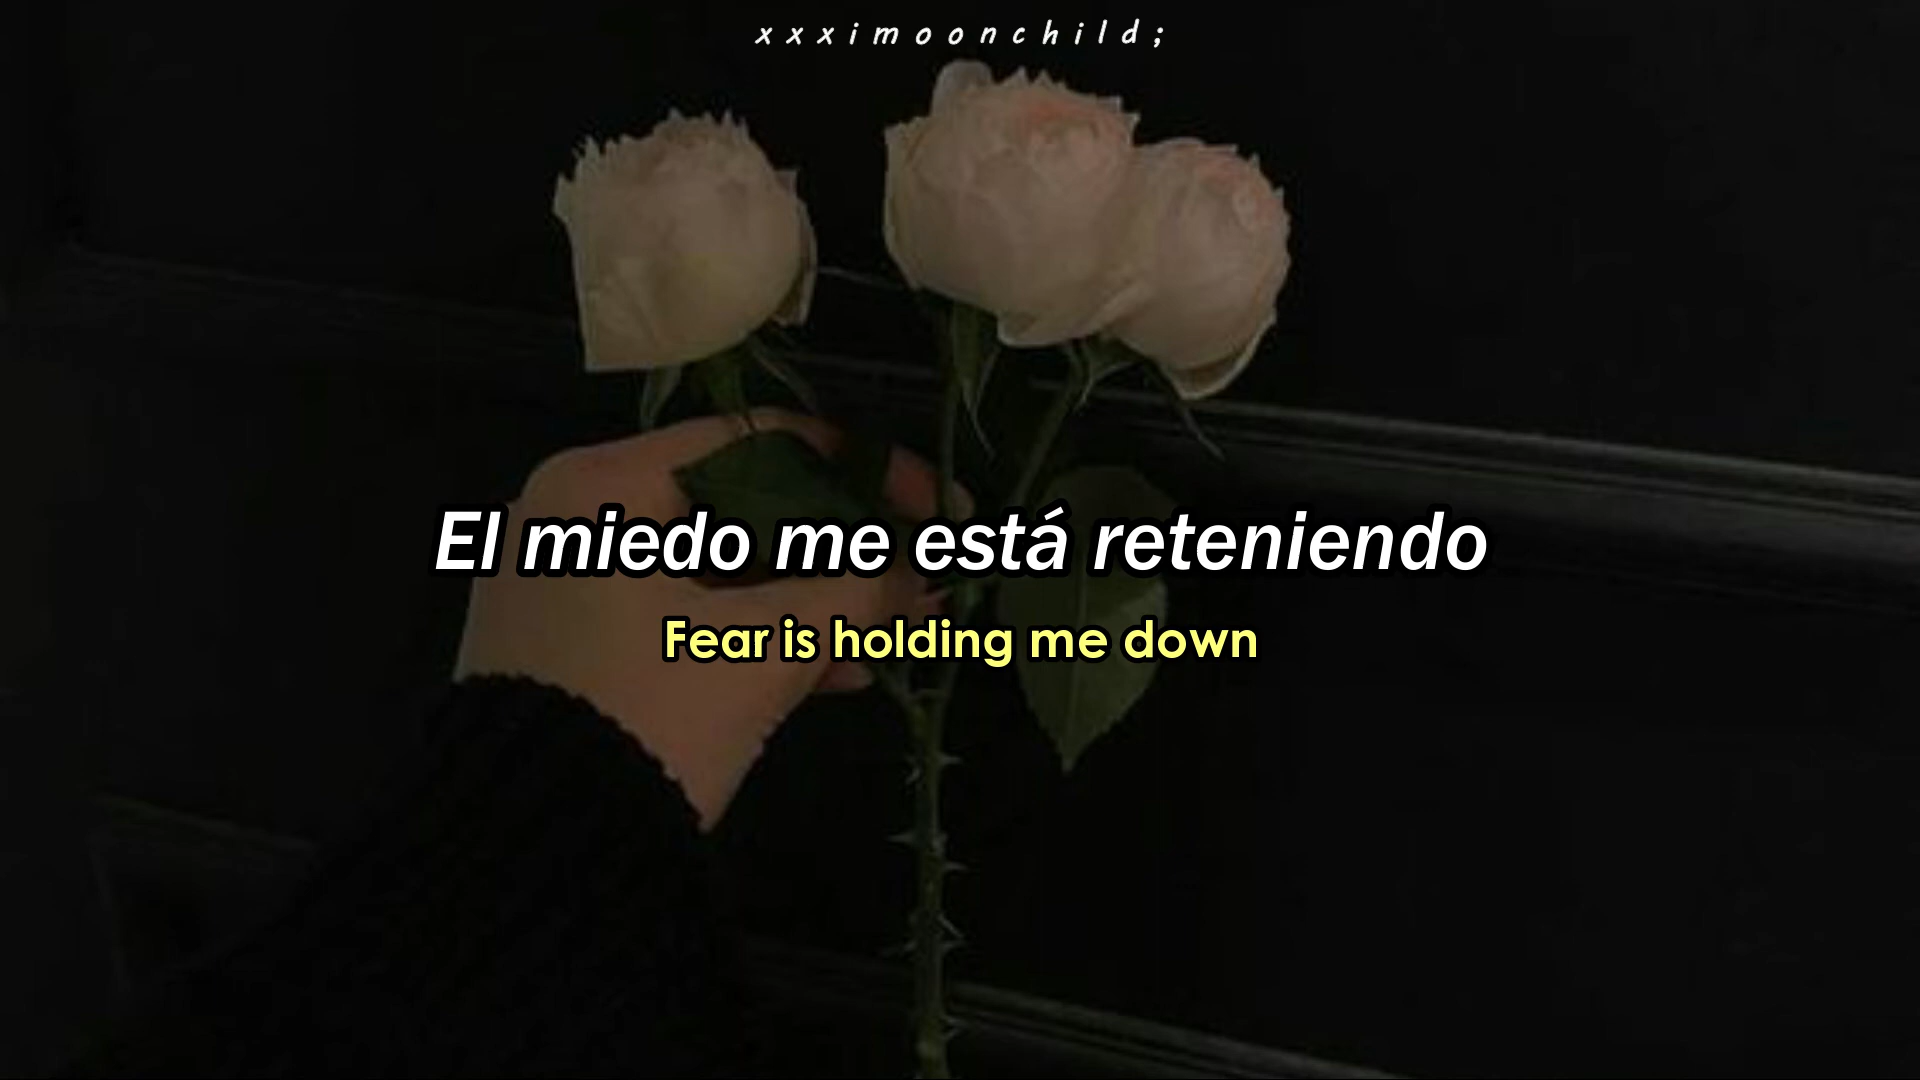 xxximoonchild;
El miedo me está reteniendo
Fear is holding me down